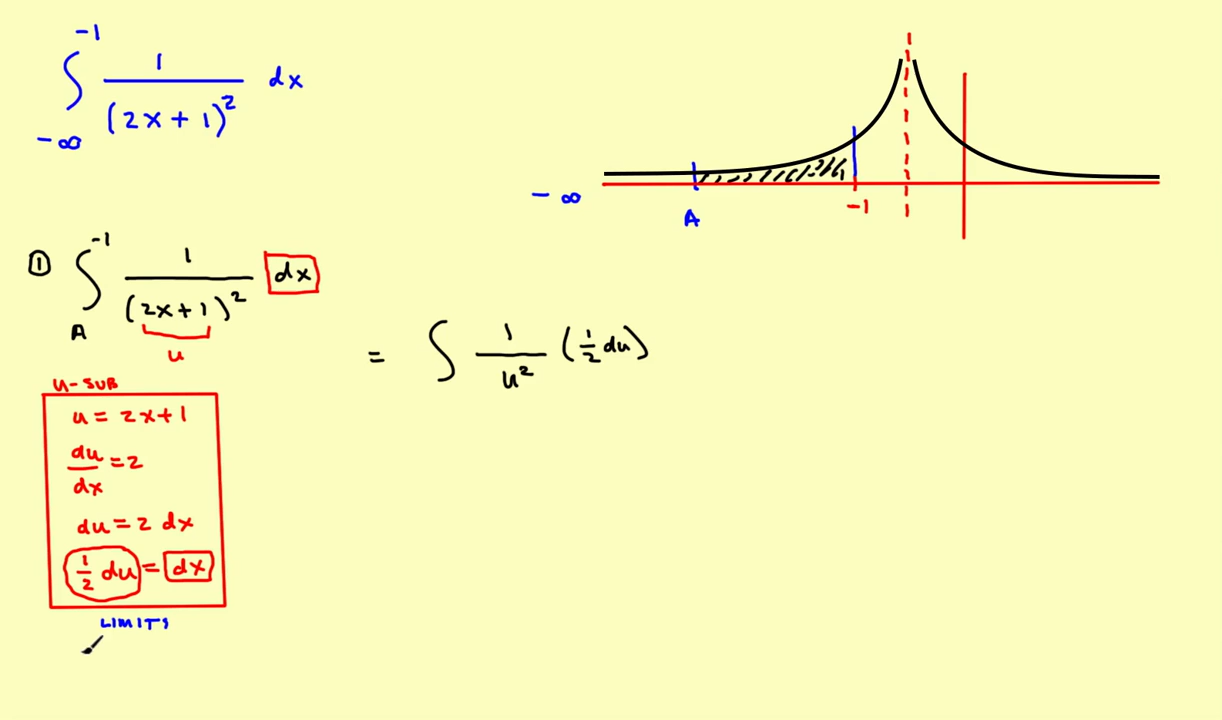 ∫_{-∞}^{-1} 1/(2x+1)² dx
-∞ A -1
① ∫_A^{-1} 1/(2x+1)² dx
u
= ∫ 1/u² (1/2 du)
U-SUB
u = 2x+1
du/dx = 2
du = 2 dx
1/2 du = dx
LIMITS